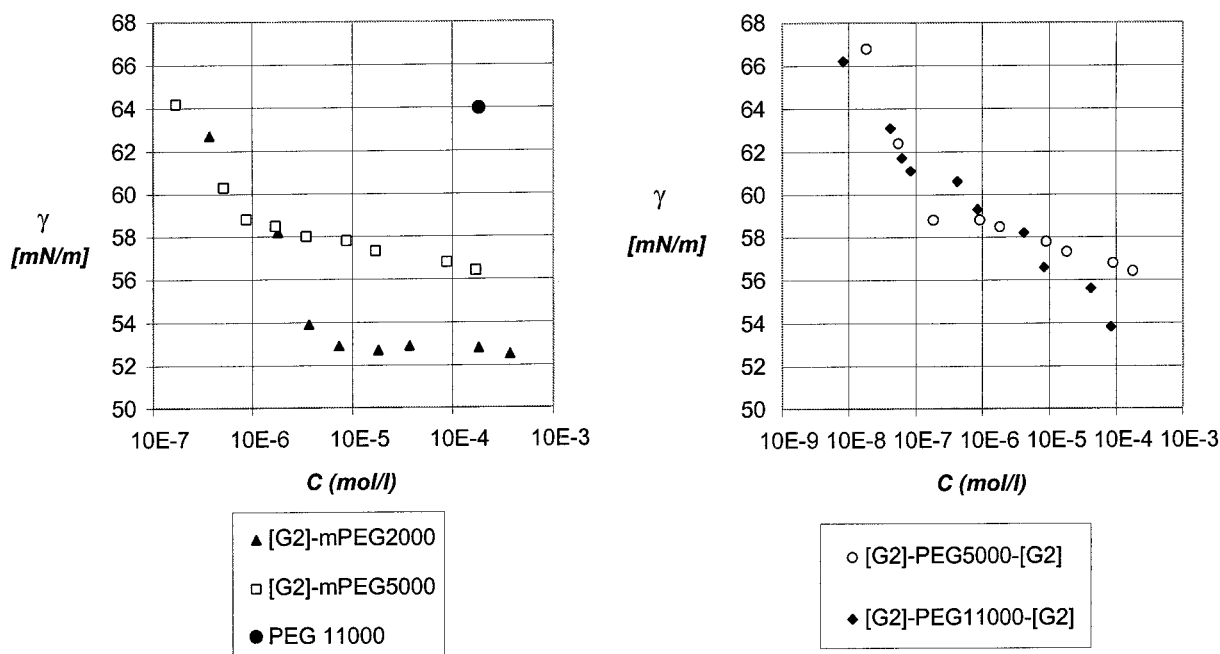 68
66
64
62
60
58
56
54
52
50
γ
[mN/m]
10E-7 10E-6 10E-5 10E-4 10E-3
C (mol/l)
[G2]-mPEG2000
[G2]-mPEG5000
PEG 11000
68
66
64
62
60
58
56
54
52
50
γ
[mN/m]
10E-9 10E-8 10E-7 10E-6 10E-5 10E-4 10E-3
C (mol/l)
[G2]-PEG5000-[G2]
[G2]-PEG11000-[G2]